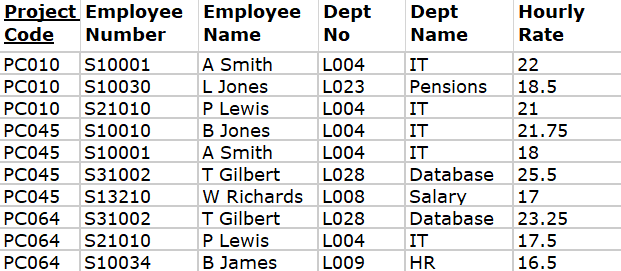 Project Employee Employee Dept Dept Hourly
Code Number Name No Name Rate
PC010 S10001 A Smith L004 IT 22
PC010 S10030 L Jones L023 Pensions 18.5
PC010 S21010 P Lewis L004 IT 21
PC045 S10010 B Jones L004 IT 21.75
PC045 S10001 A Smith L004 IT 18
PC045 S31002 T Gilbert L028 Database 25.5
PC045 S13210 W Richards L008 Salary 17
PC064 S31002 T Gilbert L028 Database 23.25
PC064 S21010 P Lewis L004 IT 17.5
PC064 S10034 B James L009 HR 16.5